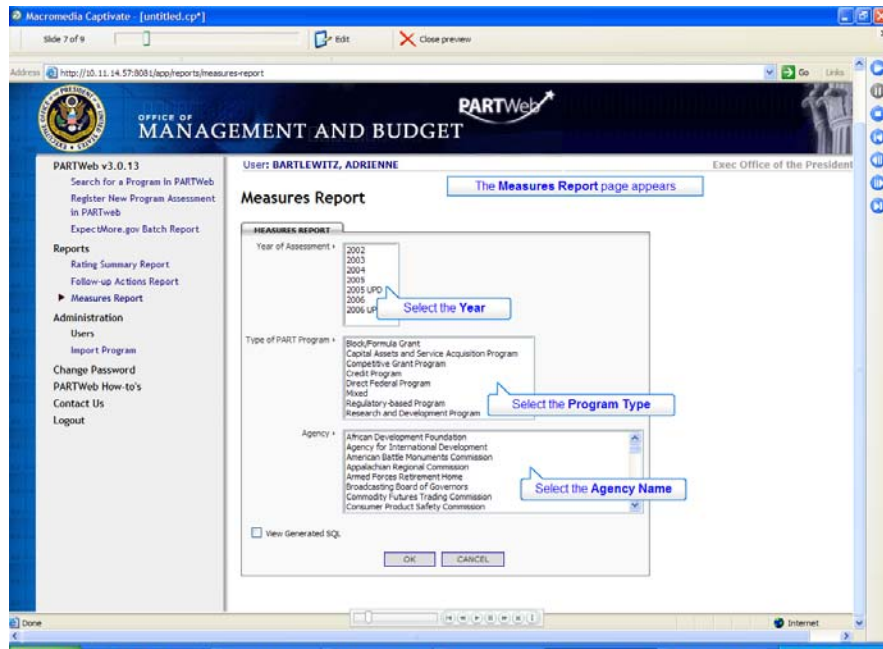 Macromedia Captivate - [untitled.cp*]
Slide 7 of 9
Edit
Close preview
Address
http://10.11.14.57:8081/app/reports/measures-report
Go
Links
OFFICE OF
MANAGEMENT AND BUDGET
PARTWeb
PARTWeb v3.0.13
Search for a Program in PARTWeb
Register New Program Assessment
in PARTweb
ExpectMore.gov Batch Report
Reports
Rating Summary Report
Follow-up Actions Report
Measures Report
Administration
Users
Import Program
Change Password
PARTWeb How-to's
Contact Us
Logout
User: BARTLEWITZ, ADRIENNE
Exec Office of the President
The Measures Report page appears
Measures Report
MEASURES REPORT
Year of Assessment
2002
2003
2004
2005
2005 UPD
2006
2006 UP
Select the Year
Type of PART Program
Block/Formula Grant
Capital Assets and Service Acquisition Program
Competitive Grant Program
Credit Program
Direct Federal Program
Mixed
Regulatory-based Program
Research and Development Program
Select the Program Type
Agency
African Development Foundation
Agency for International Development
American Battle Monuments Commission
Appalachian Regional Commission
Armed Forces Retirement Home
Broadcasting Board of Governors
Commodity Futures Trading Commission
Consumer Product Safety Commission
Select the Agency Name
View Generated SQL
OK
CANCEL
Done
Internet